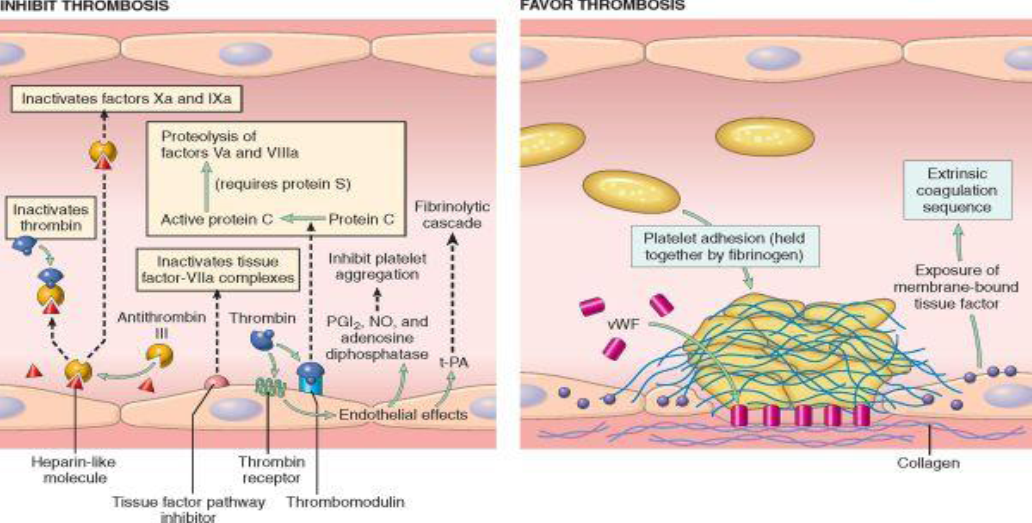 INHIBIT THROMBOSIS
Inactivates factors Xa and IXa
Proteolysis of
factors Va and VIIIa
(requires protein S)
Active protein C
Protein C
Inactivates
thrombin
Fibrinolytic
cascade
Inactivates tissue
factor-VIIa complexes
Inhibit platelet
aggregation
Antithrombin
III
Thrombin
PGI₂, NO, and
adenosine
diphosphatase
t-PA
Endothelial effects
Heparin-like
molecule
Thrombin
receptor
Tissue factor pathway
inhibitor
Thrombomodulin
FAVOR THROMBOSIS
Extrinsic
coagulation
sequence
Platelet adhesion (held
together by fibrinogen)
Exposure of
membrane-bound
tissue factor
vWF
Collagen